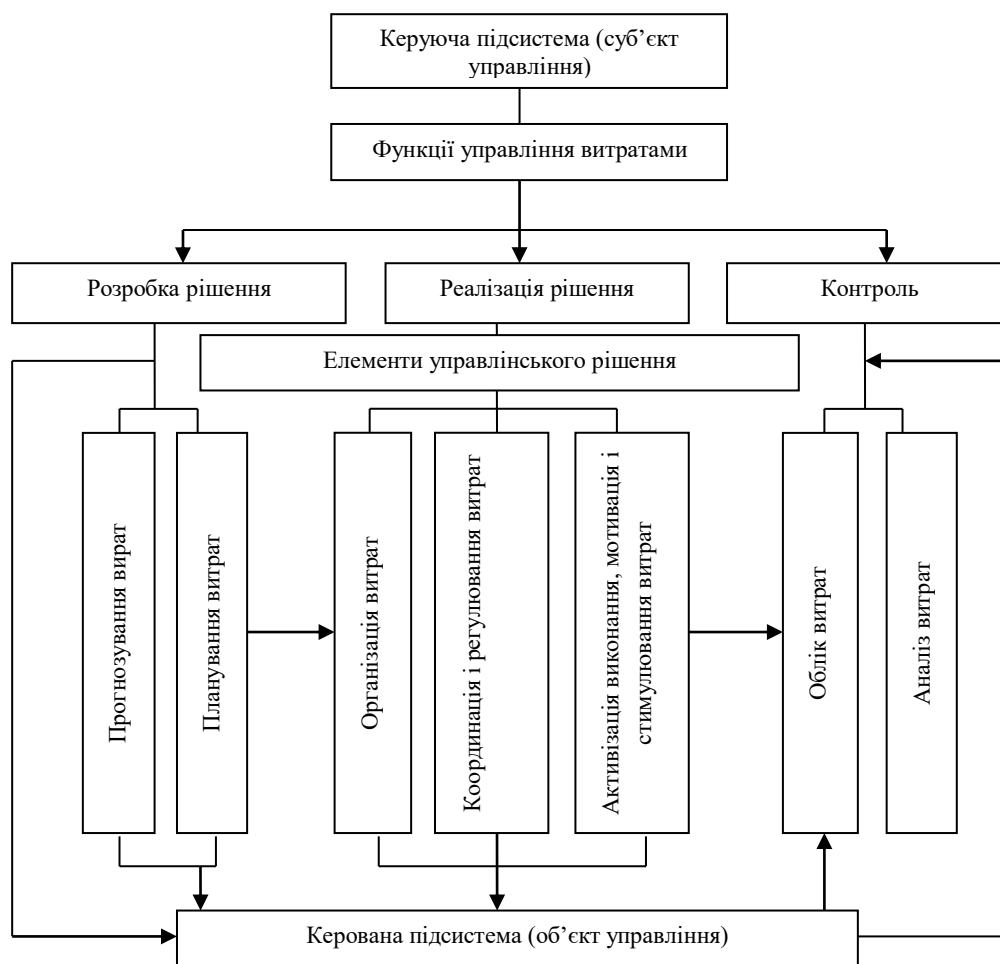 Керуюча підсистема (суб’єкт
управління)
Функції управління витратами
Розробка рішення
Реалізація рішення
Контроль
Елементи управлінського рішення
Прогнозування вират
Планування витрат
Організація витрат
Координація і регулювання витрат
Активізація виконання, мотивація і
стимулювання витрат
Облік витрат
Аналіз витрат
Керована підсистема (об’єкт управління)